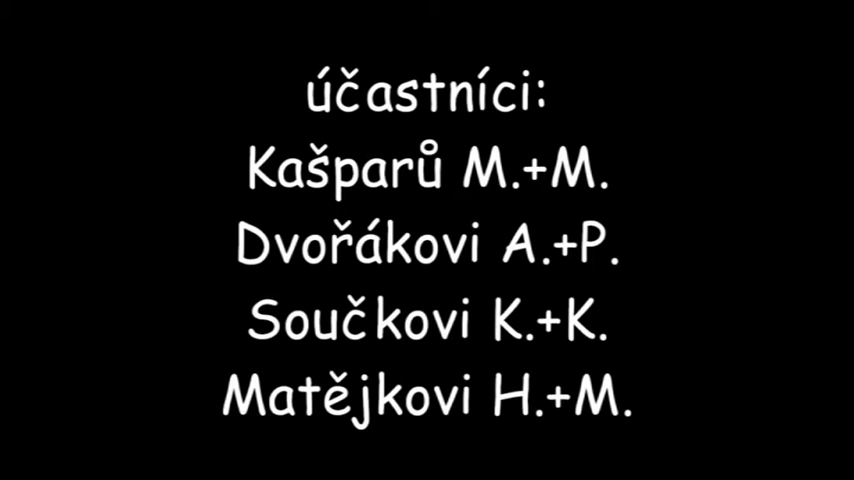 účastníci:
Kašparů M.+M.
Dvořákovi A.+P.
Součkovi K.+K.
Matějkovi H.+M.